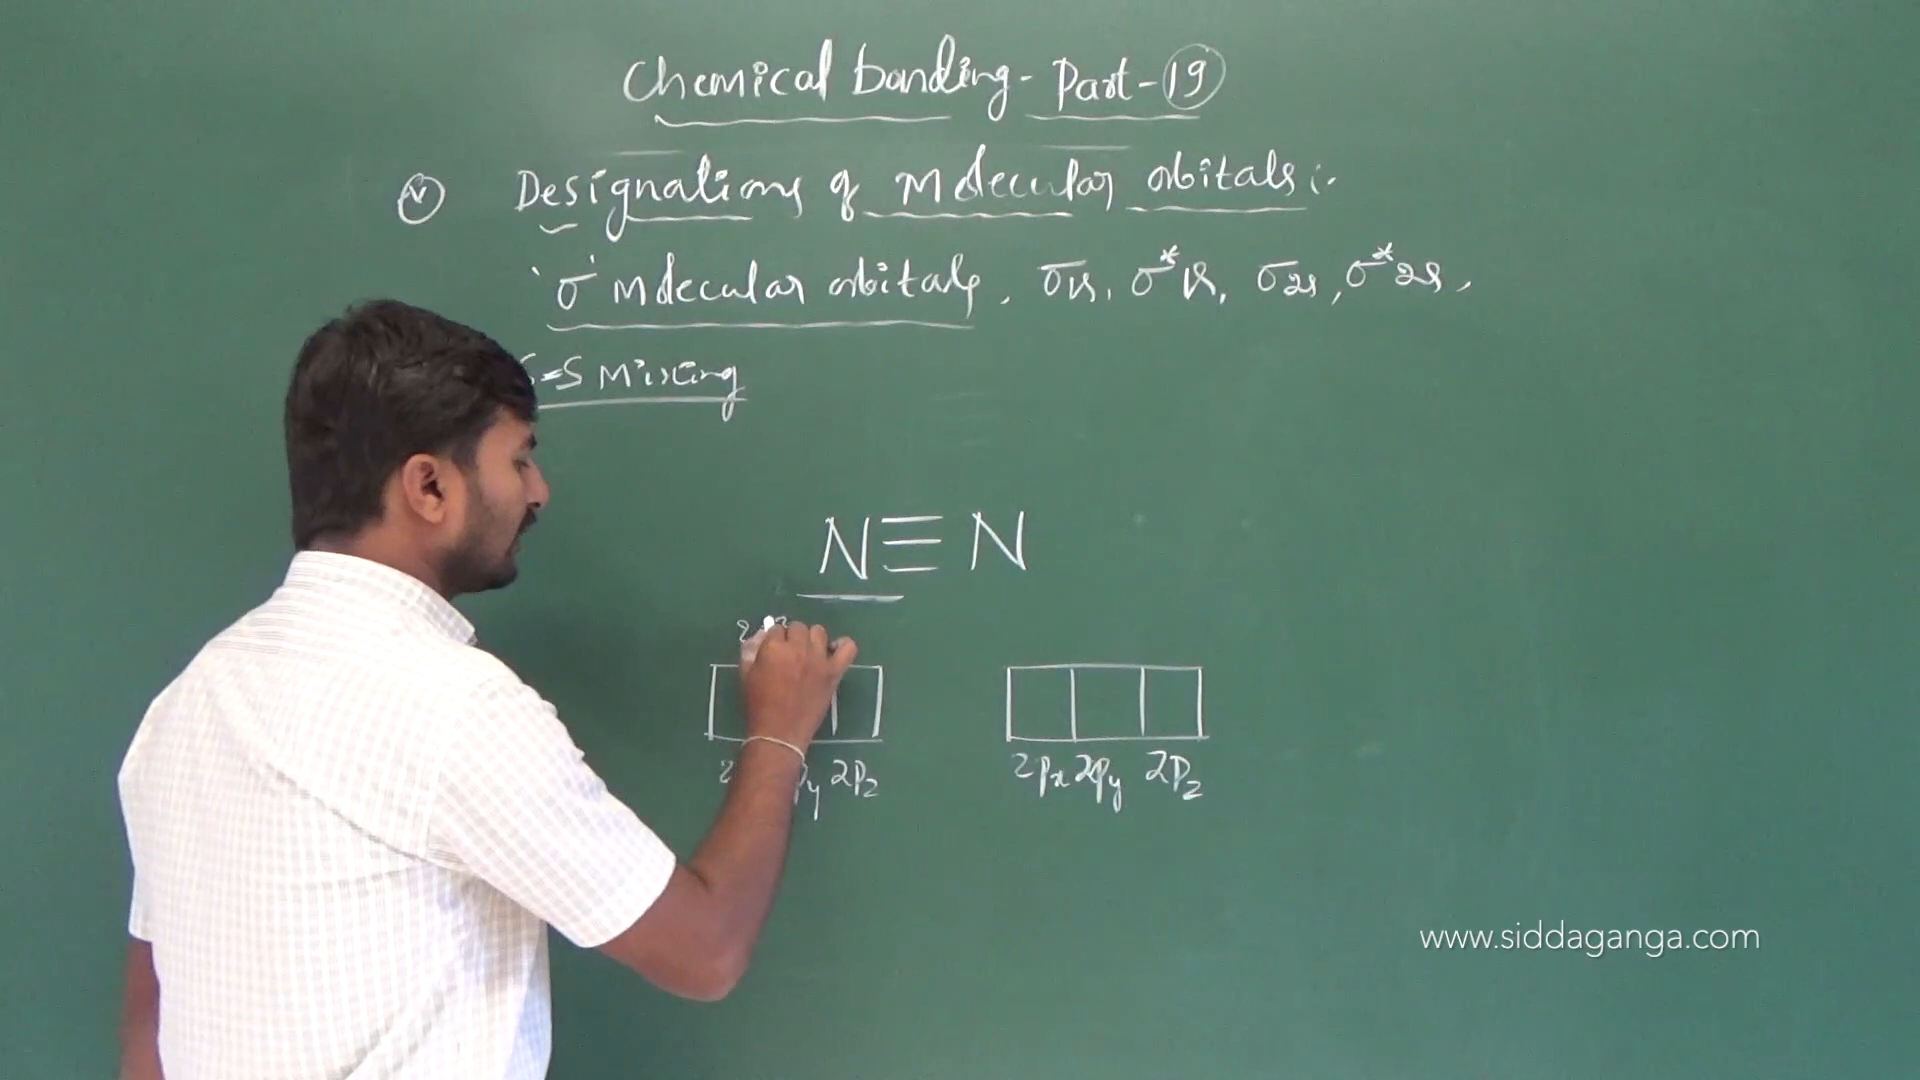 Chemical bonding - Part - 19
V Designations of Molecular orbitals :-
'σ' Molecular orbitals, σ1s, σ*1s, σ2s, σ*2s,
S-S Mixing
N≡N
2Pz
2Px 2Py 2Pz
www.siddaganga.com